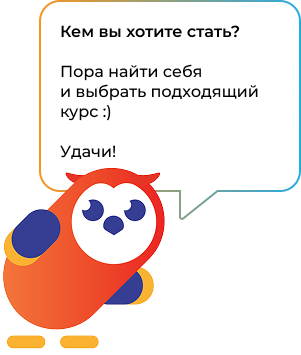 Кем вы хотите стать?
Пора найти себя
и выбрать подходящий
курс :)
Удачи!